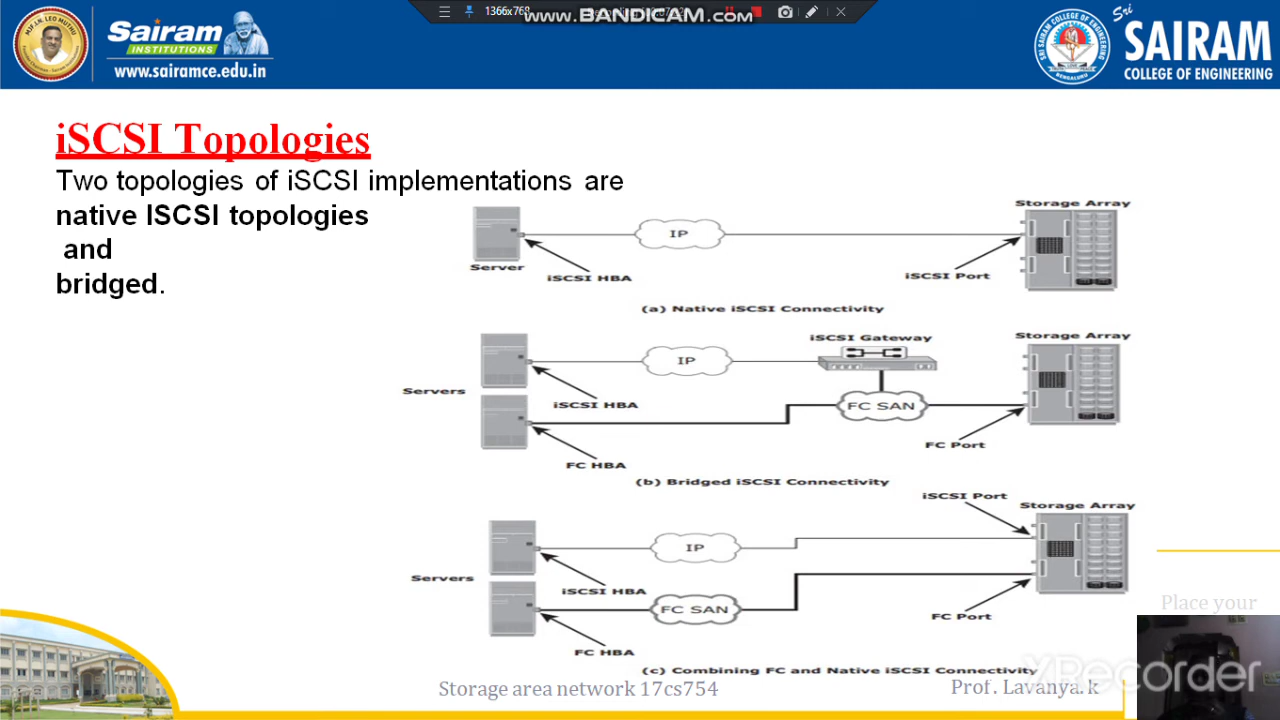 1366x768
www.BANDICAM.com
Sairam
INSTITUTIONS
www.sairamce.edu.in
Sri
SAIRAM
COLLEGE OF ENGINEERING
iSCSI Topologies
Two topologies of iSCSI implementations are
native ISCSI topologies
and
bridged.
Storage Array
IP
Server
iSCSI HBA
iSCSI Port
(a) Native iSCSI Connectivity
iSCSI Gateway
Storage Array
IP
Servers
iSCSI HBA
FC SAN
FC HBA
FC Port
(b) Bridged iSCSI Connectivity
iSCSI Port
Storage Array
IP
Servers
iSCSI HBA
FC SAN
FC HBA
FC Port
(c) Combining FC and Native iSCSI Connectivity
Place your
XRecorder
Storage area network 17cs754
Prof. Lavanya.k